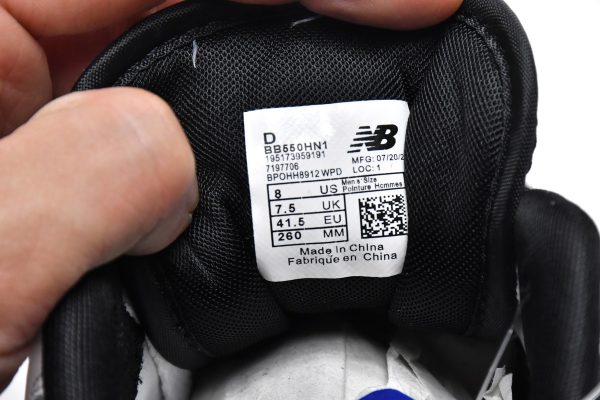 D
BB550HN1
195173959191
7197706
BPOHH8912 WPD
NB
MFG: 07/20/2
LOC: 1
8 US
7.5 UK
41.5 EU
260 MM
Men's Size
Pointure Hommes
Made in China
Fabriqué en China